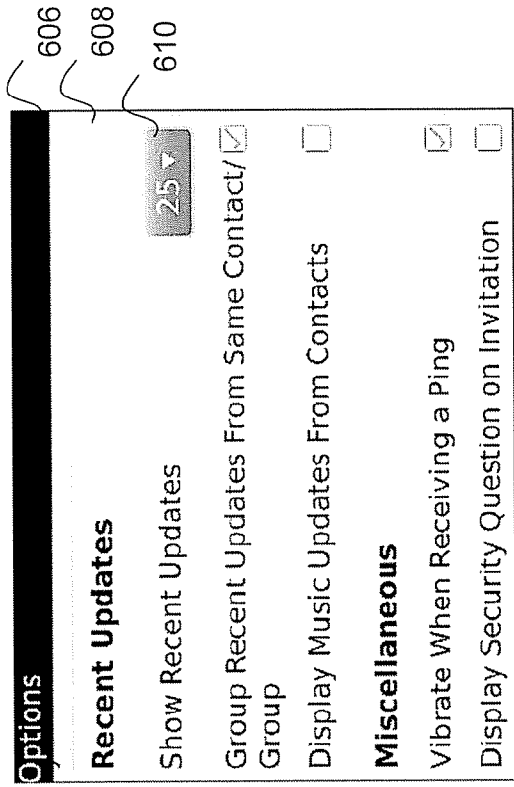 606
608
610
Options
Recent Updates
Show Recent Updates 25
Group Recent Updates From Same Contact/
Group
Display Music Updates From Contacts
Miscellaneous
Vibrate When Receiving a Ping
Display Security Question on Invitation